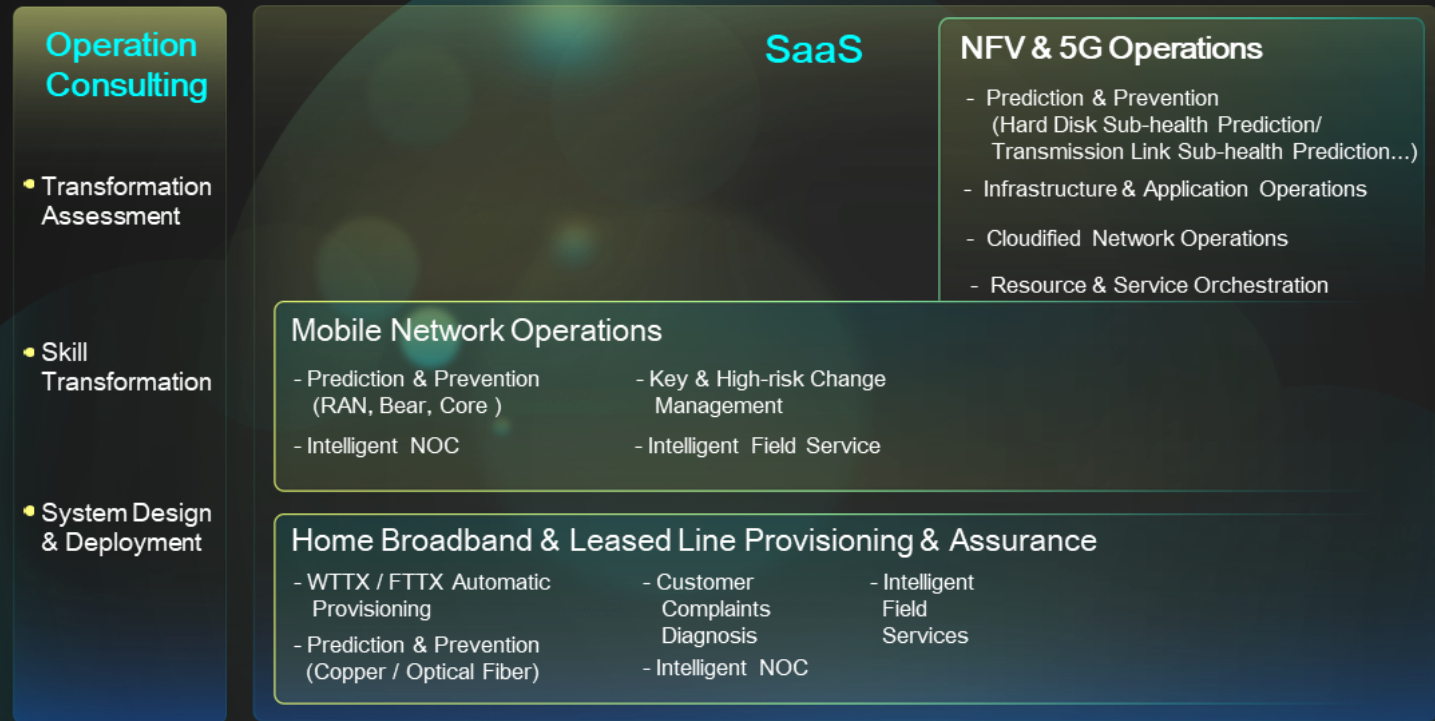 Operation
Consulting
• Transformation
Assessment
• Skill
Transformation
• System Design
& Deployment
SaaS
NFV & 5G Operations
- Prediction & Prevention
(Hard Disk Sub-health Prediction/
Transmission Link Sub-health Prediction...)
- Infrastructure & Application Operations
- Cloudified Network Operations
- Resource & Service Orchestration
Mobile Network Operations
- Prediction & Prevention
(RAN, Bear, Core )
- Intelligent NOC
- Key & High-risk Change
Management
- Intelligent Field Service
Home Broadband & Leased Line Provisioning & Assurance
- WTTX / FTTX Automatic
Provisioning
- Prediction & Prevention
(Copper / Optical Fiber)
- Customer
Complaints
Diagnosis
- Intelligent NOC
- Intelligent
Field
Services